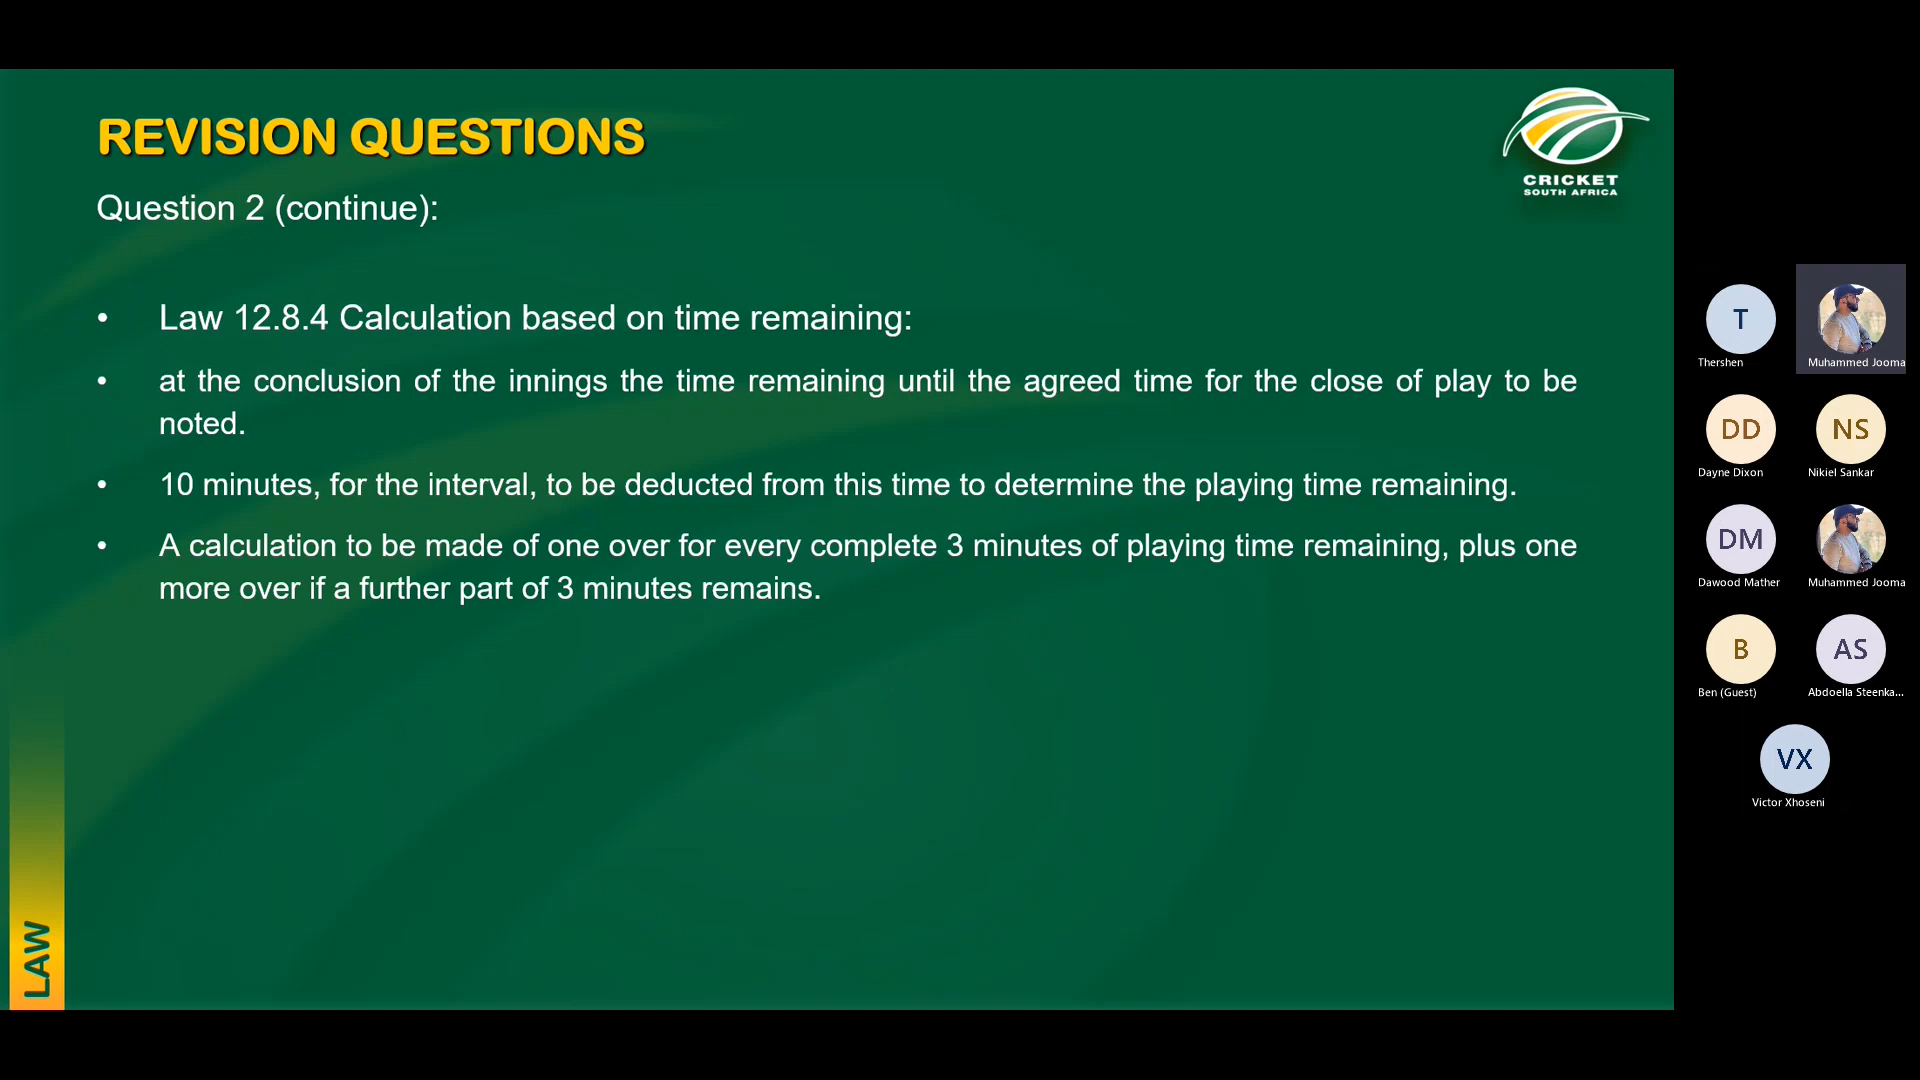 REVISION QUESTIONS
CRICKET
SOUTH AFRICA
Question 2 (continue):
• Law 12.8.4 Calculation based on time remaining:
• at the conclusion of the innings the time remaining until the agreed time for the close of play to be
noted.
• 10 minutes, for the interval, to be deducted from this time to determine the playing time remaining.
• A calculation to be made of one over for every complete 3 minutes of playing time remaining, plus one
more over if a further part of 3 minutes remains.
LAW
T
Thershen
Muhammed Jooma
DD
Dayne Dixon
NS
Nikiel Sankar
DM
Dawood Mather
Muhammed Jooma
B
Ben (Guest)
AS
Abdoella Steenka...
VX
Victor Xhoseni